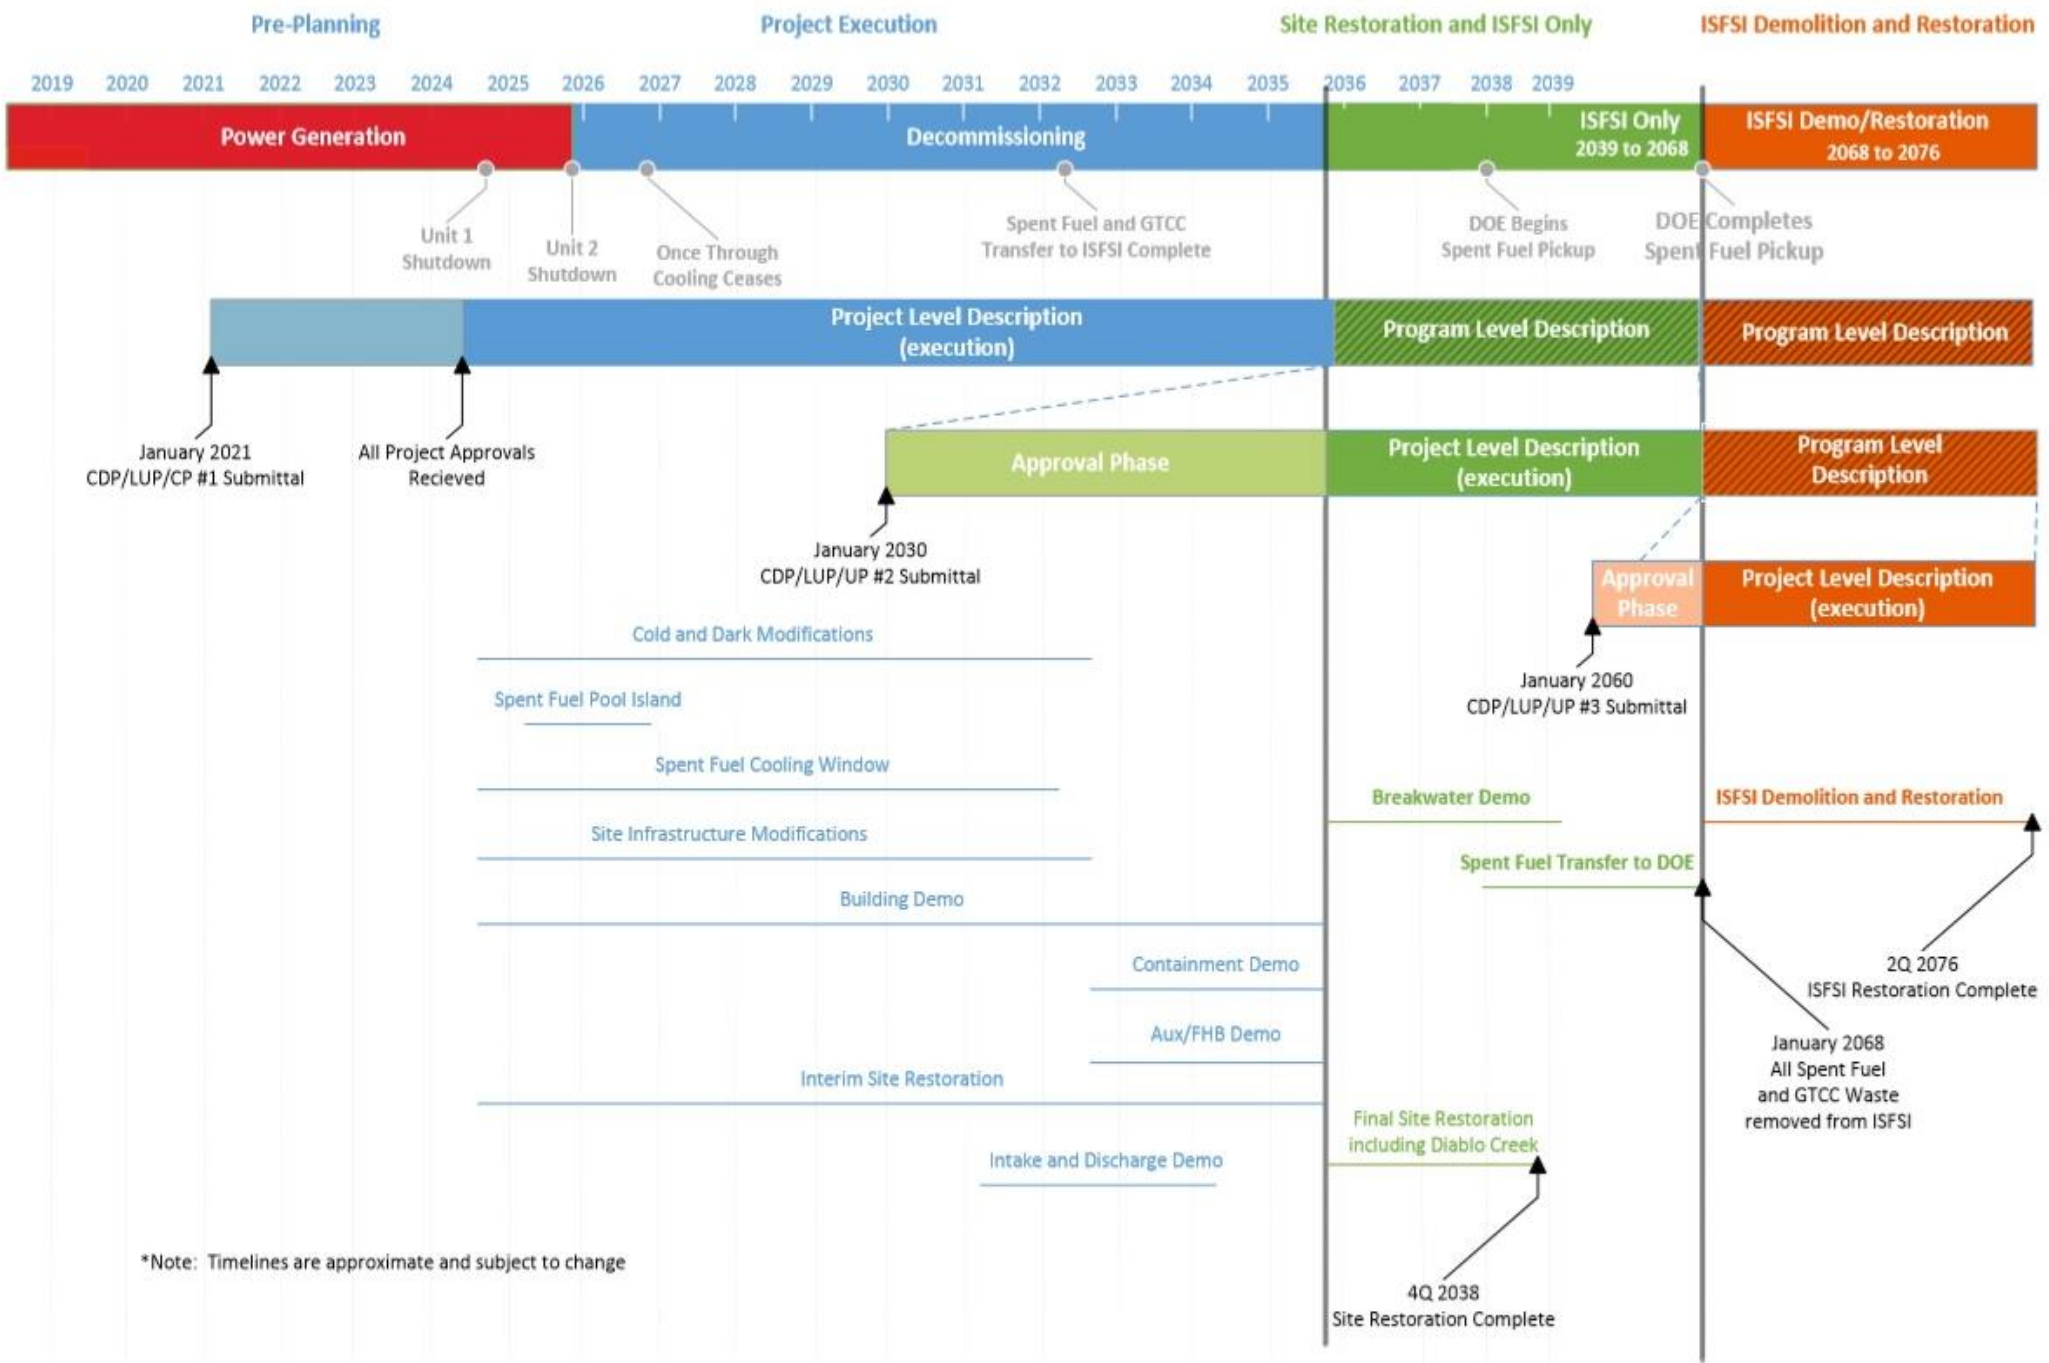 Pre-Planning
Project Execution
Site Restoration and ISFSI Only
ISFSI Demolition and Restoration
2019 2020 2021 2022 2023 2024 2025 2026 2027 2028 2029 2030 2031 2032 2033 2034 2035 2036 2037 2038 2039
Power Generation
Decommissioning
ISFSI Only
2039 to 2068
ISFSI Demo/Restoration
2068 to 2076
Unit 1
Shutdown
Unit 2
Shutdown
Once Through
Cooling Ceases
Spent Fuel and GTCC
Transfer to ISFSI Complete
DOE Begins
Spent Fuel Pickup
DOE Completes
Spent Fuel Pickup
Project Level Description
(execution)
Program Level Description
Program Level Description
January 2021
CDP/LUP/CP #1 Submittal
All Project Approvals
Recieved
Approval Phase
Project Level Description
(execution)
Program Level
Description
January 2030
CDP/LUP/UP #2 Submittal
Approval
Phase
Project Level Description
(execution)
January 2060
CDP/LUP/UP #3 Submittal
Cold and Dark Modifications
Spent Fuel Pool Island
Spent Fuel Cooling Window
Breakwater Demo
ISFSI Demolition and Restoration
Site Infrastructure Modifications
Spent Fuel Transfer to DOE
Building Demo
Containment Demo
2Q 2076
ISFSI Restoration Complete
Aux/FHB Demo
January 2068
All Spent Fuel
and GTCC Waste
removed from ISFSI
Interim Site Restoration
Final Site Restoration
including Diablo Creek
Intake and Discharge Demo
*Note: Timelines are approximate and subject to change
4Q 2038
Site Restoration Complete